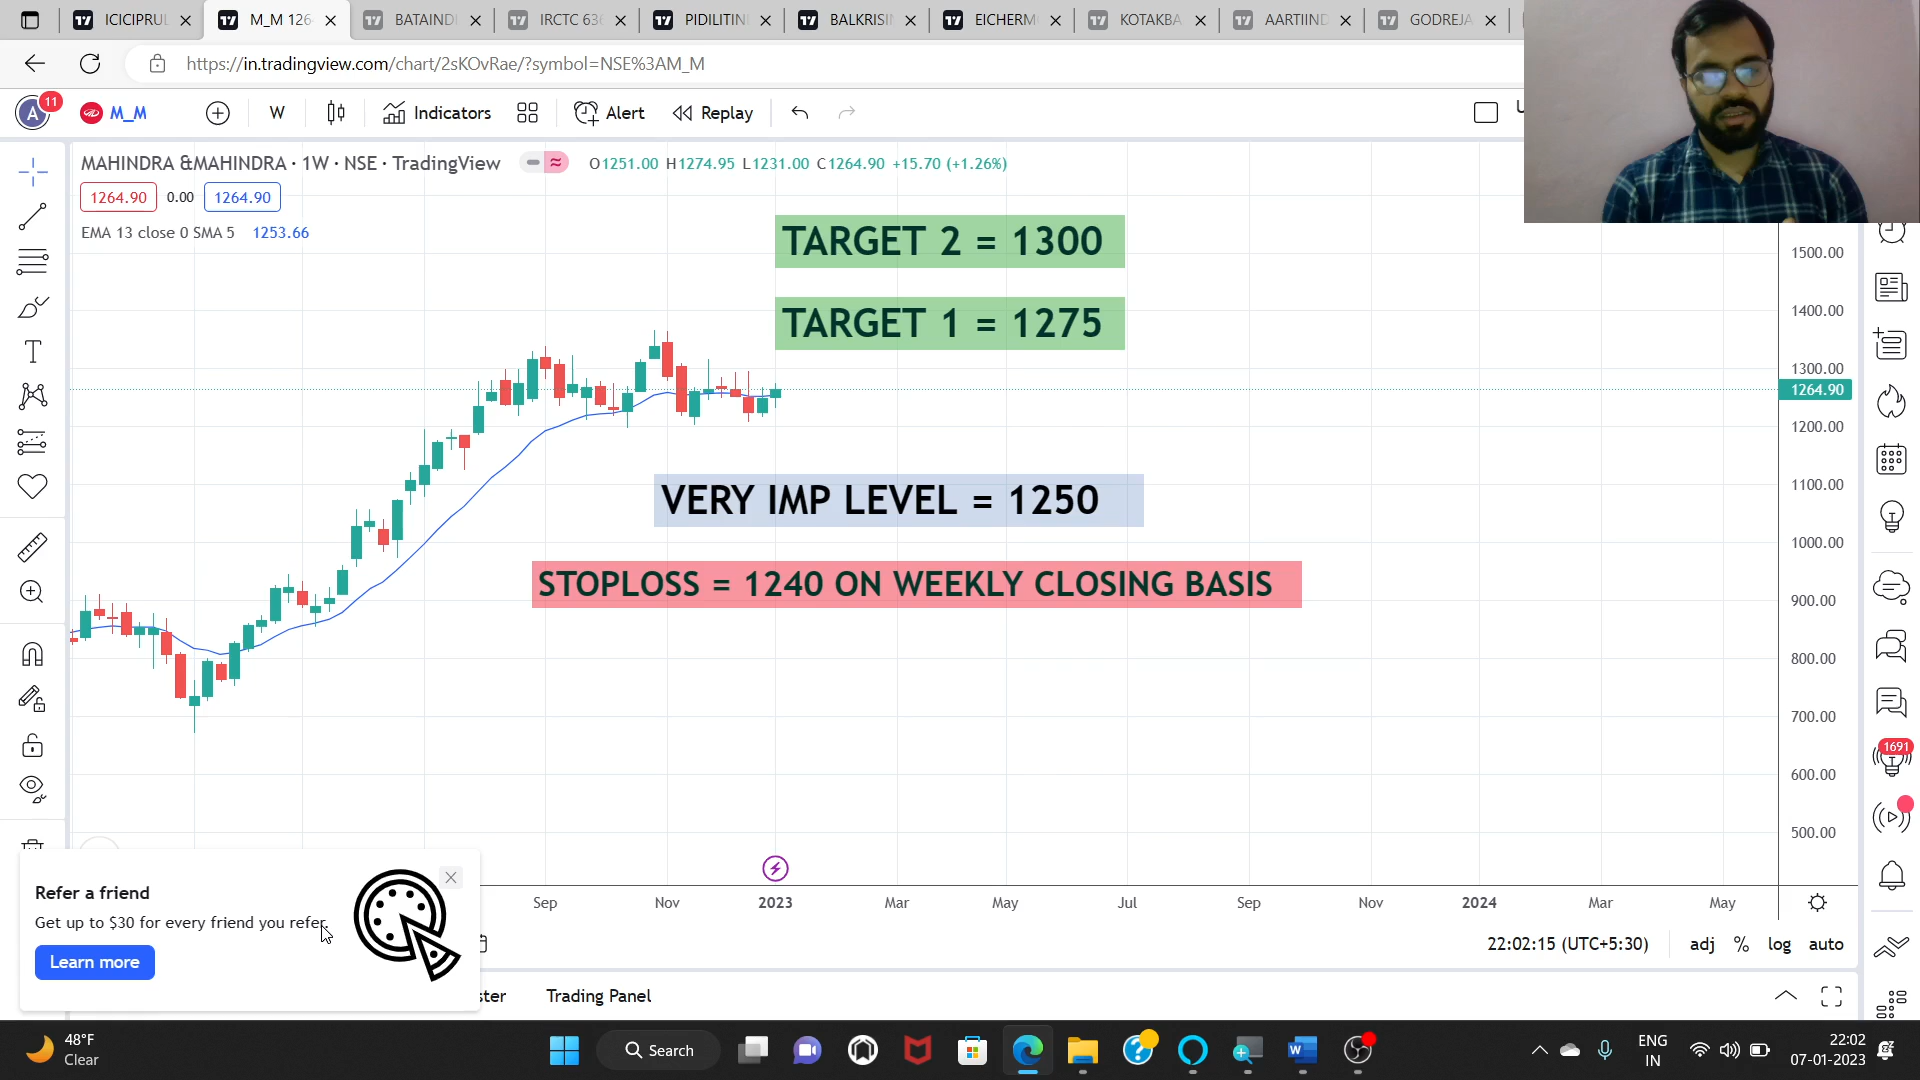 ICICIPRUL
M_M 126
BATAINDI
IRCTC 636
PIDILITIN
BALKRISI
EICHERM
KOTAKBA
AARTIIND
GODREJA
https://in.tradingview.com/chart/2sKOvRae/?symbol=NSE%3AM_M
A 11 M_M W Indicators Alert Replay
MAHINDRA & MAHINDRA · 1W · NSE · TradingView O1251.00 H1274.95 L1231.00 C1264.90 +15.70 (+1.26%)
1264.90 0.00 1264.90
EMA 13 close 0 SMA 5 1253.66
TARGET 2 = 1300
TARGET 1 = 1275
VERY IMP LEVEL = 1250
STOPLOSS = 1240 ON WEEKLY CLOSING BASIS
1500.00
1400.00
1300.00
1264.90
1200.00
1100.00
1000.00
900.00
800.00
700.00
600.00
500.00
1691
Sep Nov 2023 Mar May Jul Sep Nov 2024 Mar May
Refer a friend
Get up to $30 for every friend you refer.
Learn more
22:02:15 (UTC+5:30) adj % log auto
ster Trading Panel
48°F
Clear
Search
ENG
IN
22:02
07-01-2023